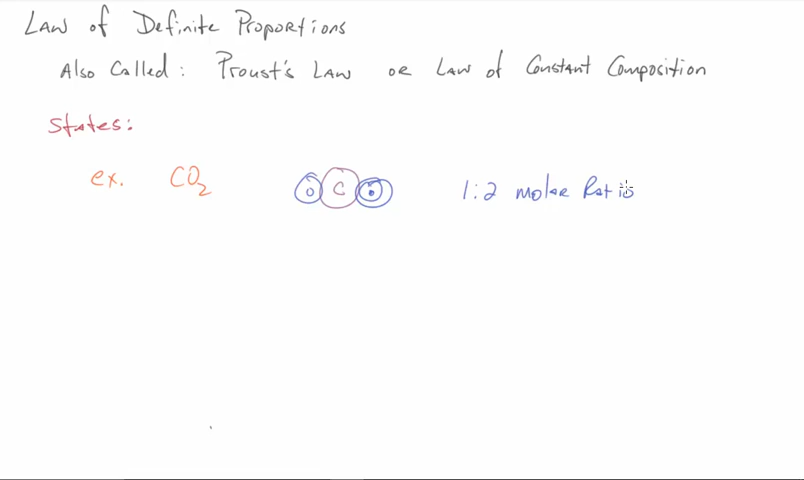 Law of Definite Proportions
Also Called: Proust's Law or Law of Constant Composition
States:
ex. CO2 O C O 1:2 molar Ratio